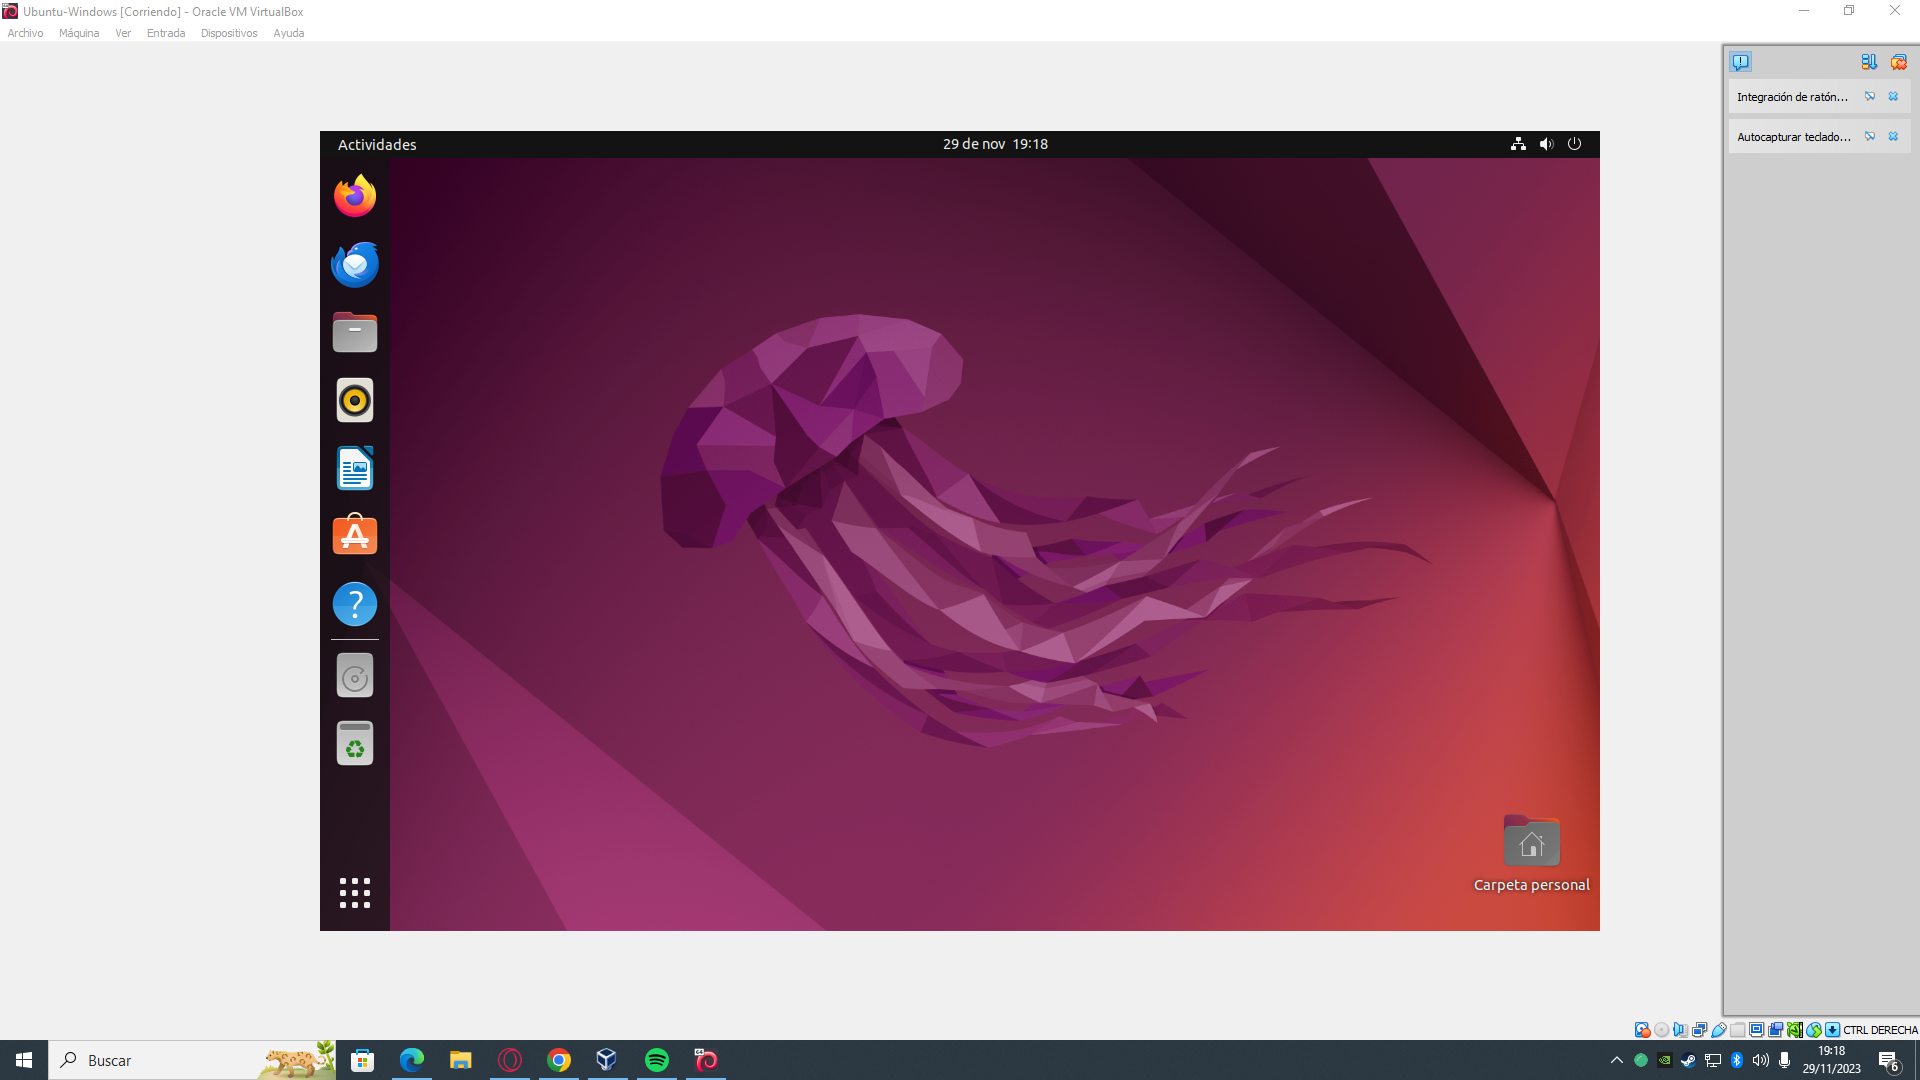 Ubuntu-Windows [Corriendo] - Oracle VM VirtualBox
Archivo Máquina Ver Entrada Dispositivos Ayuda
Integración de ratón...
Autocapturar teclado...
Actividades
29 de nov 19:18
Carpeta personal
CTRL DERECHA
Buscar
19:18
29/11/2023
6